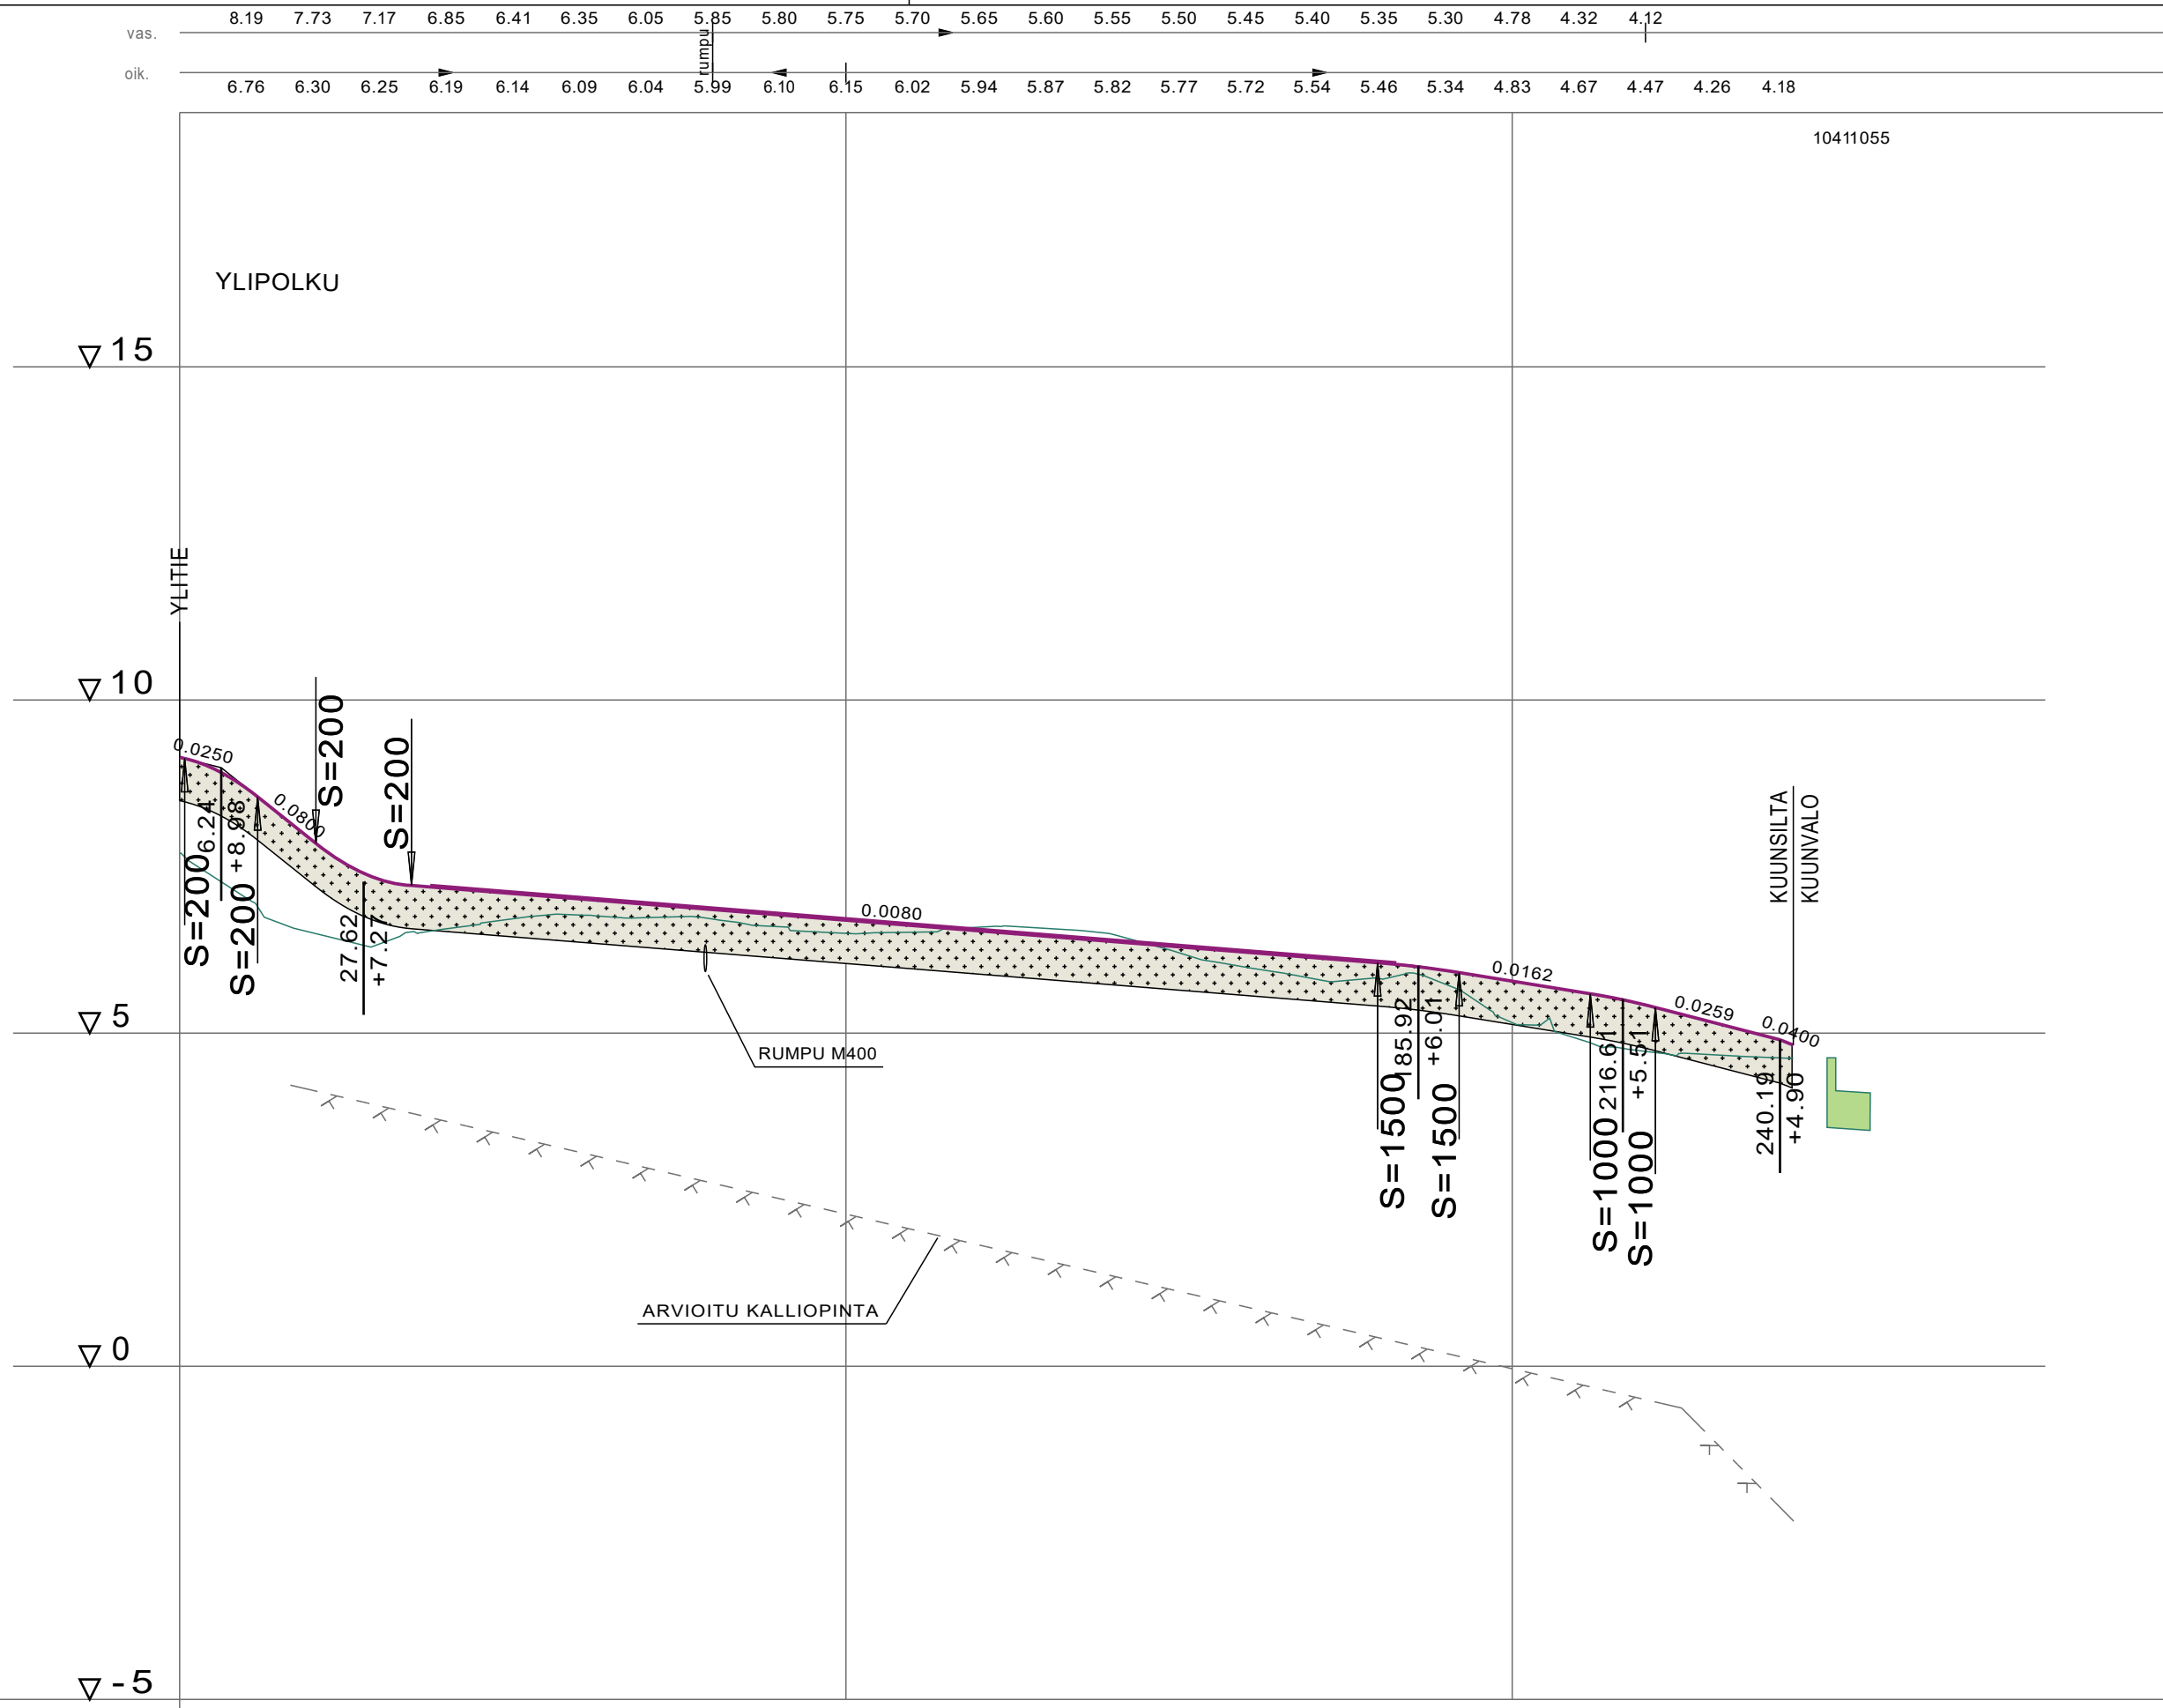 8.19 7.73 7.17 6.85 6.41 6.35 6.05 5.85 5.80 5.75 5.70 5.65 5.60 5.55 5.50 5.45 5.40 5.35 5.30 4.78 4.32 4.12
vas.
rumpu
oik.
6.76 6.30 6.25 6.19 6.14 6.09 6.04 5.99 6.10 6.15 6.02 5.94 5.87 5.82 5.77 5.72 5.54 5.46 5.34 4.83 4.67 4.47 4.26 4.18
10411055
YLIPOLKU
15
YLITIE
10
S=200
S=200
0.0250
0.0800
6.24
+8.98
S=200
S=200
27.62
+7.27
0.0080
KUUNSILTA
KUUNVALO
0.0162
0.0259
0.0400
5
RUMPU M400
185.92
+6.01
S=1500
S=1500
216.61
+5.51
S=1000
S=1000
240.19
+4.90
ARVIOITU KALLIOPINTA
0
-5